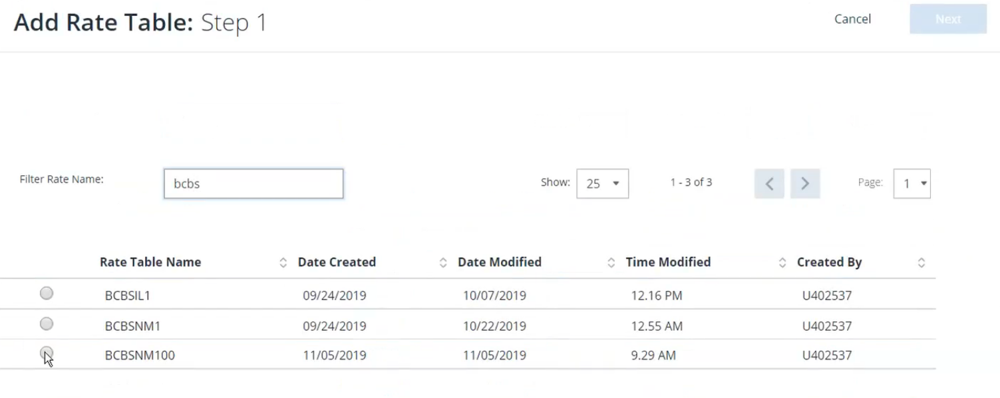 Add Rate Table: Step 1
Cancel
Next
Filter Rate Name:
bcbs
Show:
25
1 - 3 of 3
Page:
1
Rate Table Name Date Created Date Modified Time Modified Created By
BCBSIL1 09/24/2019 10/07/2019 12.16 PM U402537
BCBSNM1 09/24/2019 10/22/2019 12.55 AM U402537
BCBSNM100 11/05/2019 11/05/2019 9.29 AM U402537